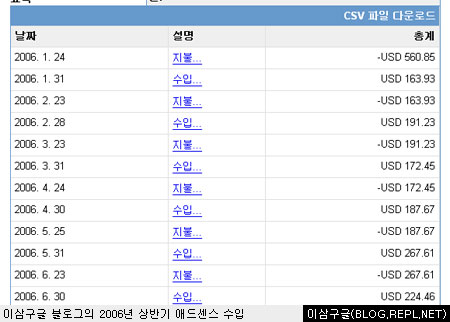 CSV 파일 다운로드
날짜 설명 총계
2006. 1. 24 지불... -USD 560.85
2006. 1. 31 수입... USD 163.93
2006. 2. 23 지불... -USD 163.93
2006. 2. 28 수입... USD 191.23
2006. 3. 23 지불... -USD 191.23
2006. 3. 31 수입... USD 172.45
2006. 4. 24 지불... -USD 172.45
2006. 4. 30 수입... USD 187.67
2006. 5. 25 지불... -USD 187.67
2006. 5. 31 수입... USD 267.61
2006. 6. 23 지불... -USD 267.61
2006. 6. 30 수입... USD 224.46
이삼구글 블로그의 2006년 상반기 애드센스 수입 이삼구글(BLOG.REPL.NET)